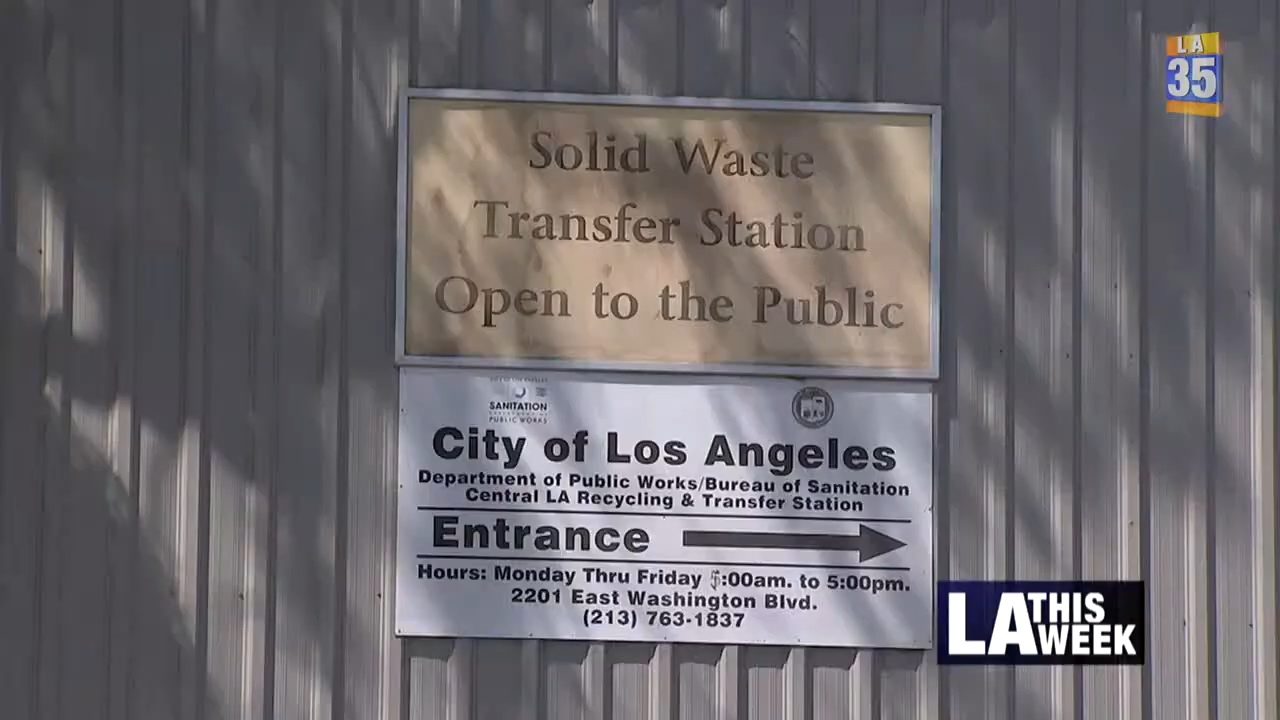 LA
35
Solid Waste
Transfer Station
Open to the Public
SANITATION
PUBLIC WORKS
City of Los Angeles
Department of Public Works/Bureau of Sanitation
Central LA Recycling & Transfer Station
Entrance
Hours: Monday Thru Friday :00am. to 5:00pm.
2201 East Washington Blvd.
(213) 763-1837
LA THIS WEEK